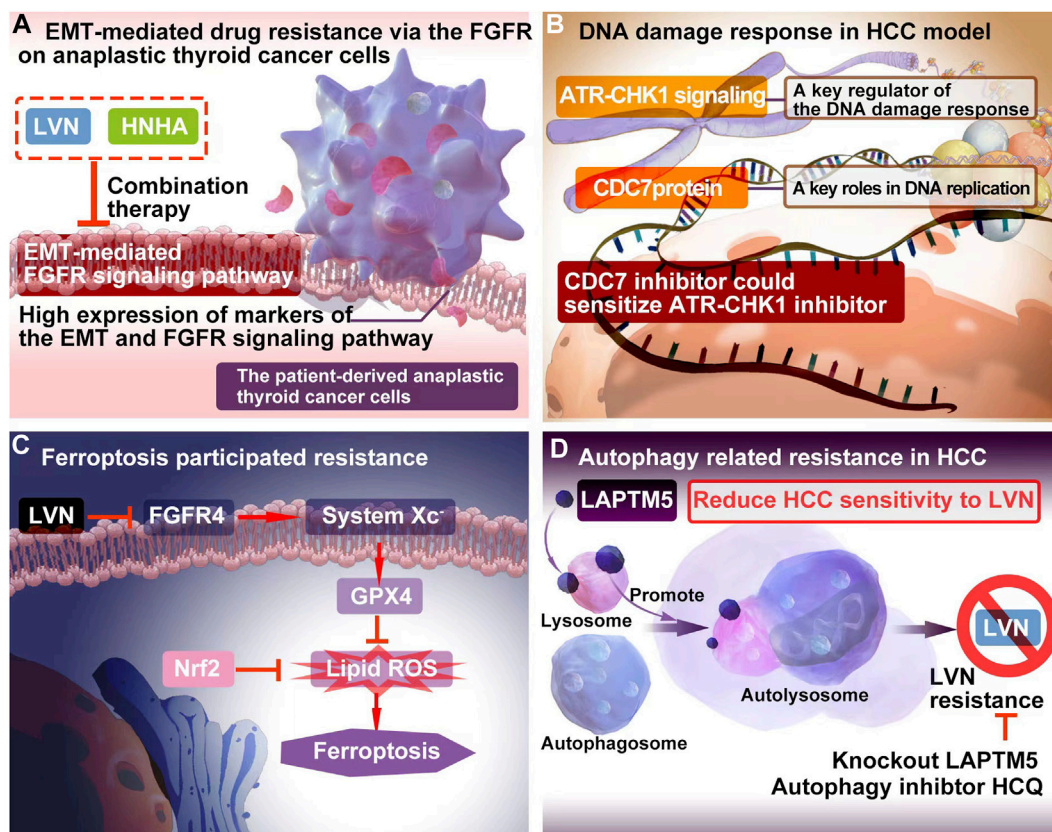 A
EMT-mediated drug resistance via the FGFR
on anaplastic thyroid cancer cells
LVN
HNHA
Combination
therapy
EMT-mediated
FGFR signaling pathway
High expression of markers of
the EMT and FGFR signaling pathway
The patient-derived anaplastic
thyroid cancer cells
B
DNA damage response in HCC model
ATR-CHK1 signaling
A key regulator of
the DNA damage response
CDC7protein
A key roles in DNA replication
CDC7 inhibitor could
sensitize ATR-CHK1 inhibitor
C
Ferroptosis participated resistance
LVN
FGFR4
System Xc⁻
GPX4
Nrf2
Lipid ROS
Ferroptosis
D
Autophagy related resistance in HCC
LAPTM5
Reduce HCC sensitivity to LVN
Promote
Lysosome
Autophagosome
Autolysosome
LVN
LVN
resistance
Knockout LAPTM5
Autophagy inhibtor HCQ